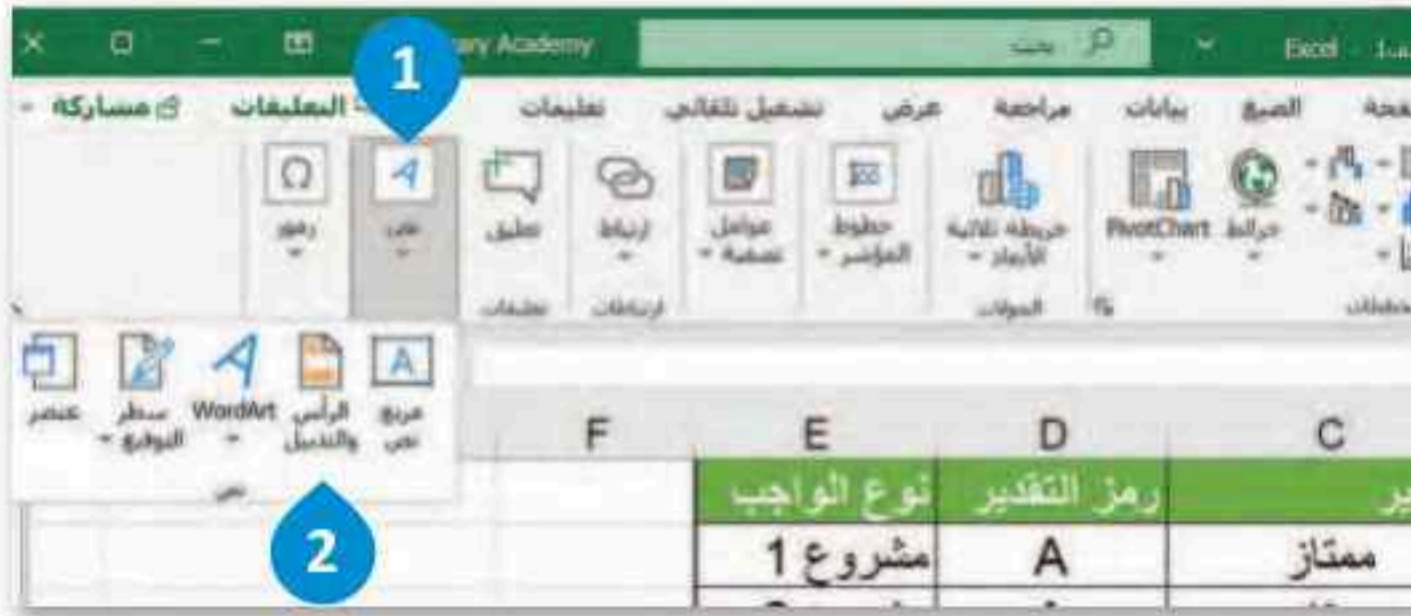 Excel بحث ary Academy
1
الصيغ بيانات مراجعة عرض تشغيل تلقائي تعليمات التعليقات مشاركة
خرائط PivotChart خريطة ثلاثية الأبعاد خطوط المؤشر عوامل تصفية ارتباط تعليق نص رموز
الجولات ارتباطات تعليقات
مربع نص الرأس والتذييل WordArt سطر التوقيع عنصر
نص
C D E F
رمز التقدير نوع الواجب
ممتاز A مشروع 1
2